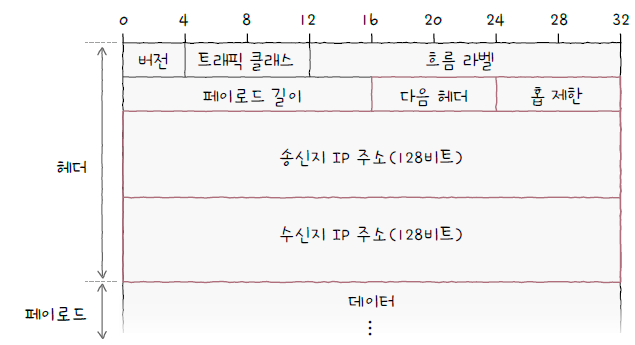 0 4 8 12 16 20 24 28 32
버전 트래픽 클래스 흐름 라벨
페이로드 길이 다음 헤더 홉 제한
헤더
송신지 IP 주소(128비트)
수신지 IP 주소(128비트)
페이로드
데이터
⋮